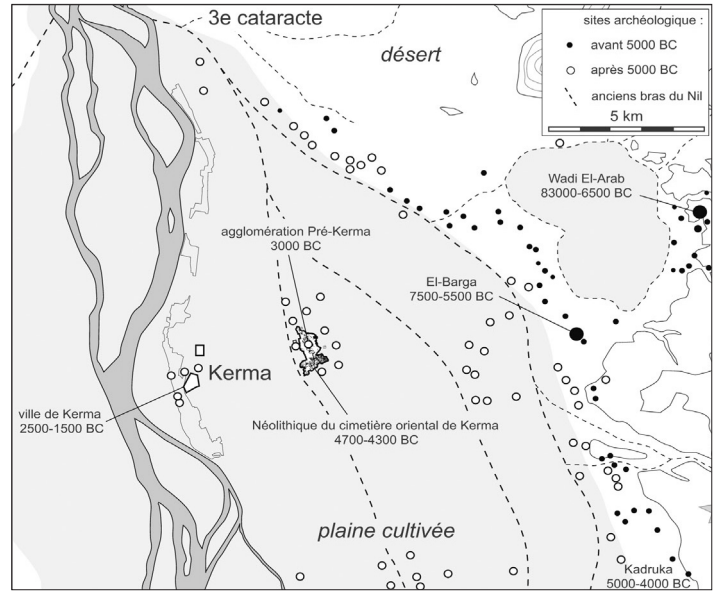 3e cataracte
désert
sites archéologique :
avant 5000 BC
après 5000 BC
anciens bras du Nil
5 km
Wadi El-Arab
83000-6500 BC
agglomération Pré-Kerma
3000 BC
El-Barga
7500-5500 BC
Kerma
ville de Kerma
2500-1500 BC
Néolithique du cimetière oriental de Kerma
4700-4300 BC
plaine cultivée
Kadruka
5000-4000 BC